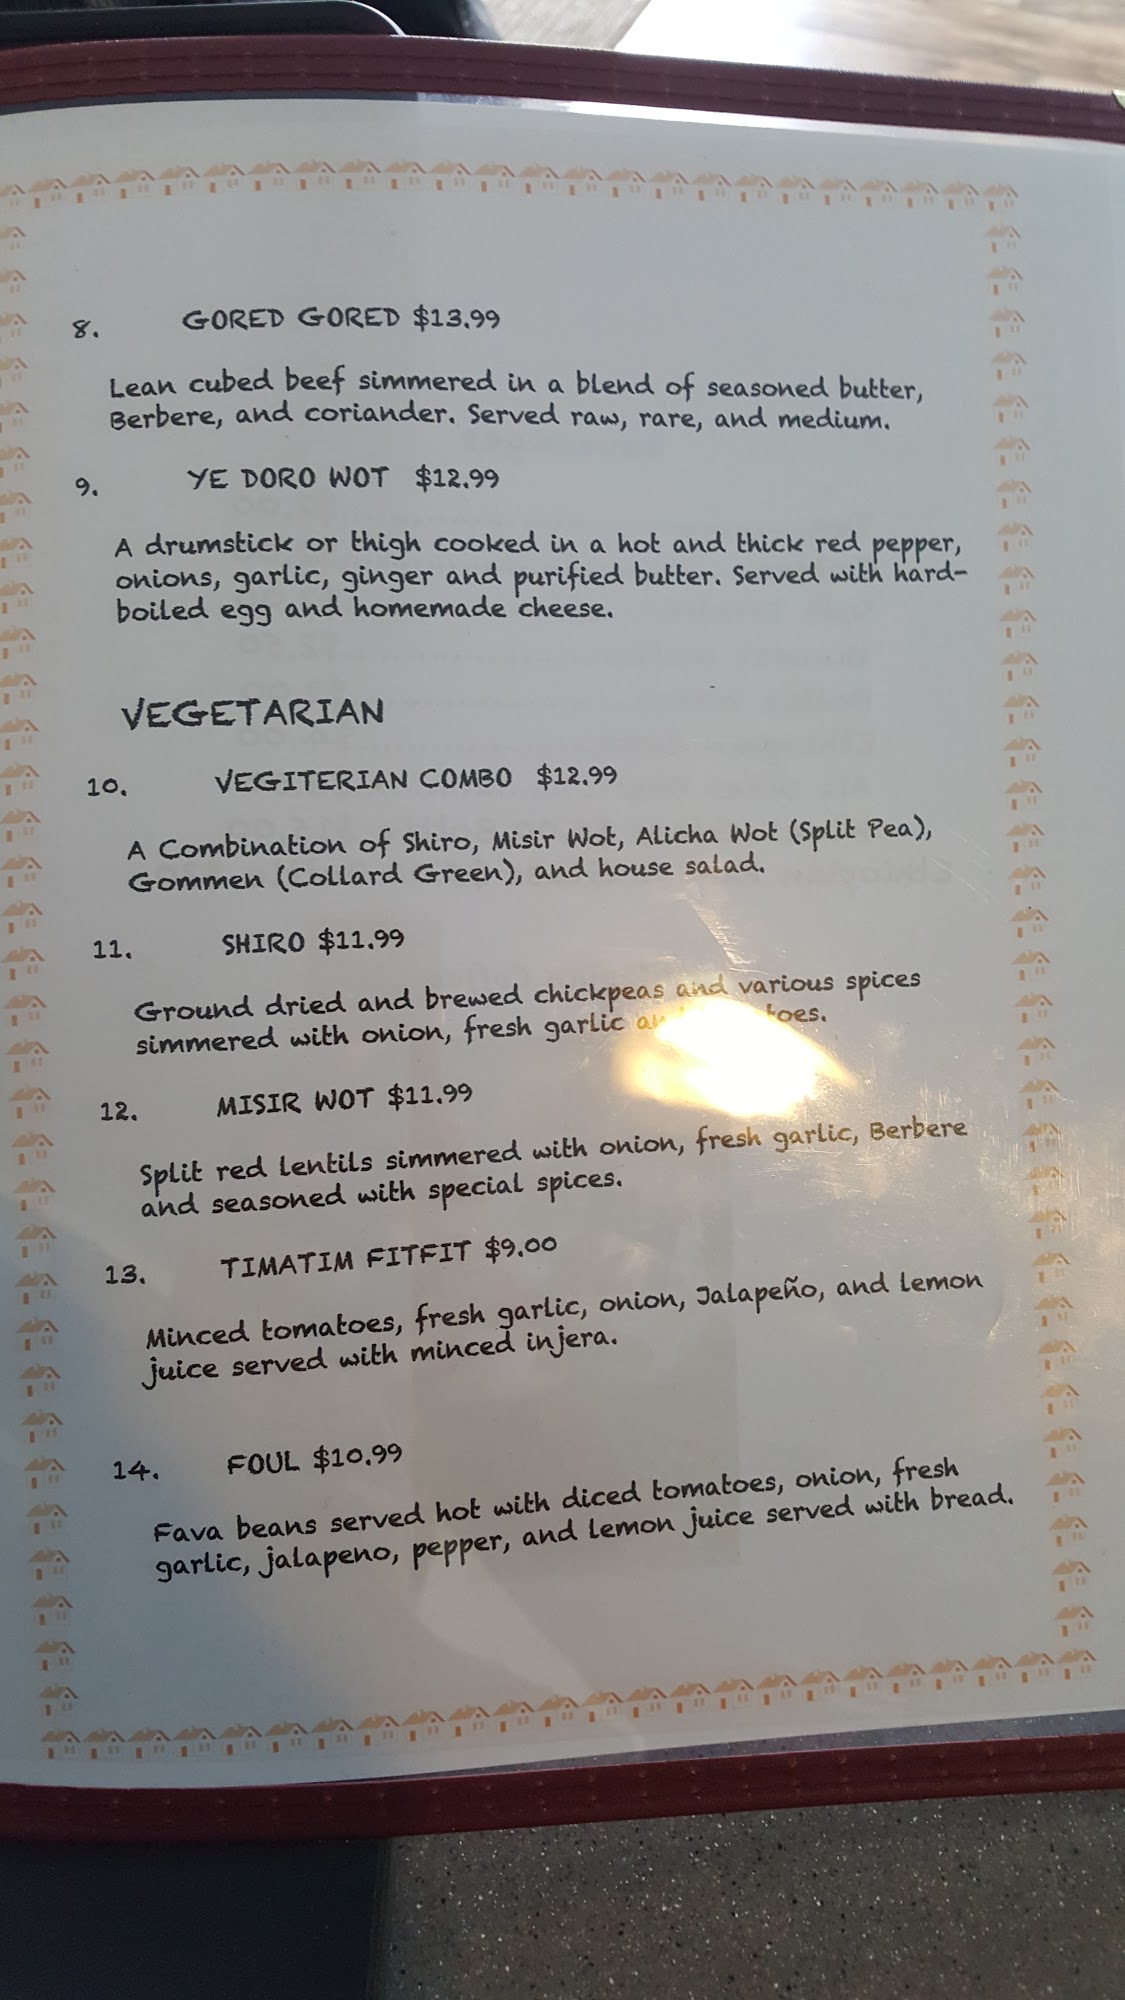 8. GORED GORED $13.99
Lean cubed beef simmered in a blend of seasoned butter,
Berbere, and coriander. Served raw, rare, and medium.
9. YE DORO WOT $12.99
A drumstick or thigh cooked in a hot and thick red pepper,
onions, garlic, ginger and purified butter. Served with hard-
boiled egg and homemade cheese.
VEGETARIAN
10. VEGITERIAN COMBO $12.99
A Combination of Shiro, Misir Wot, Alicha Wot (Split Pea),
Gommen (Collard Green), and house salad.
11. SHIRO $11.99
Ground dried and brewed chickpeas and various spices
simmered with onion, fresh garlic
12. MISIR WOT $11.99
Split red lentils simmered with onion, fresh garlic, Berbere
and seasoned with special spices.
13. TIMATIM FITFIT $9.00
Minced tomatoes, fresh garlic, onion, Jalapeño, and lemon
juice served with minced injera.
14. FOUL $10.99
Fava beans served hot with diced tomatoes, onion, fresh
garlic, jalapeno, pepper, and lemon juice served with bread.